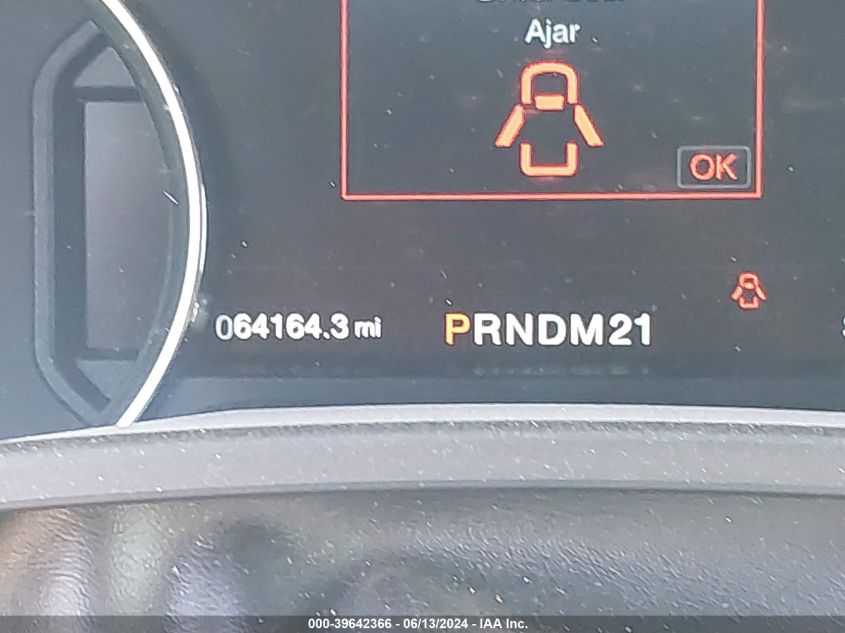 Ajar
OK
064164.3 mi
PRNDM21
000-39642366 - 06/13/2024 - IAA Inc.